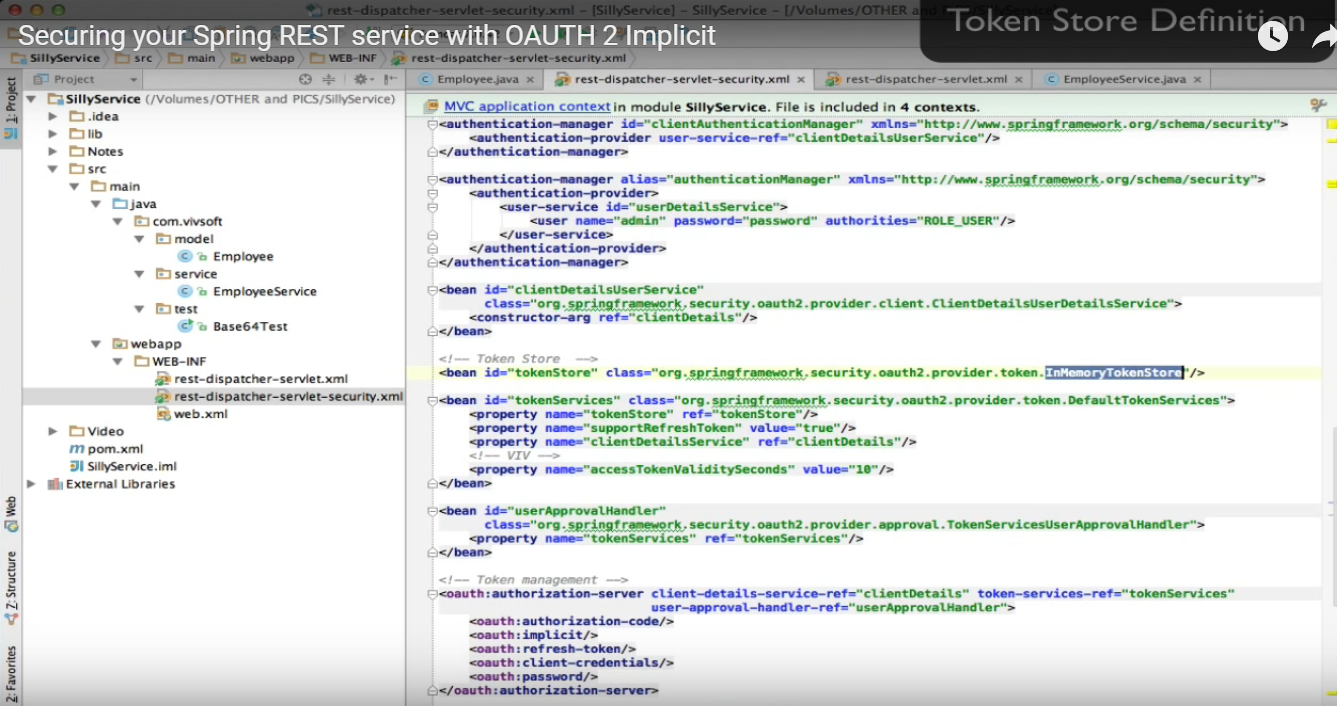 rest-dispatcher-servlet-security.xml - [SillyService] - SillyService - [/Volumes/OTHER and
Token Store Definition
Securing your Spring REST service with OAUTH 2 Implicit
SillyService src main webapp WEB-INF rest-dispatcher-servlet-security.xml
Project
Employee.java rest-dispatcher-servlet-security.xml rest-dispatcher-servlet.xml EmployeeService.java
1: Project
SillyService (/Volumes/OTHER and PICS/SillyService)
.idea
lib
Notes
src
main
java
com.vivsoft
model
Employee
service
EmployeeService
test
Base64Test
webapp
WEB-INF
rest-dispatcher-servlet.xml
rest-dispatcher-servlet-security.xml
web.xml
Video
pom.xml
SillyService.iml
External Libraries
Web
Z: Structure
2: Favorites
MVC application context in module SillyService. File is included in 4 contexts.
<authentication-manager id="clientAuthenticationManager" xmlns="http://www.springframework.org/schema/security">
<authentication-provider user-service-ref="clientDetailsUserService"/>
</authentication-manager>
<authentication-manager alias="authenticationManager" xmlns="http://www.springframework.org/schema/security">
<authentication-provider>
<user-service id="userDetailsService">
<user name="admin" password="password" authorities="ROLE_USER"/>
</user-service>
</authentication-provider>
</authentication-manager>
<bean id="clientDetailsUserService"
class="org.springframework.security.oauth2.provider.client.ClientDetailsUserDetailsService">
<constructor-arg ref="clientDetails"/>
</bean>
<!-- Token Store -->
<bean id="tokenStore" class="org.springframework.security.oauth2.provider.token.InMemoryTokenStore"/>
<bean id="tokenServices" class="org.springframework.security.oauth2.provider.token.DefaultTokenServices">
<property name="tokenStore" ref="tokenStore"/>
<property name="supportRefreshToken" value="true"/>
<property name="clientDetailsService" ref="clientDetails"/>
<!-- VIV -->
<property name="accessTokenValiditySeconds" value="10"/>
</bean>
<bean id="userApprovalHandler"
class="org.springframework.security.oauth2.provider.approval.TokenServicesUserApprovalHandler">
<property name="tokenServices" ref="tokenServices"/>
</bean>
<!-- Token management -->
<oauth:authorization-server client-details-service-ref="clientDetails" token-services-ref="tokenServices"
user-approval-handler-ref="userApprovalHandler">
<oauth:authorization-code/>
<oauth:implicit/>
<oauth:refresh-token/>
<oauth:client-credentials/>
<oauth:password/>
</oauth:authorization-server>